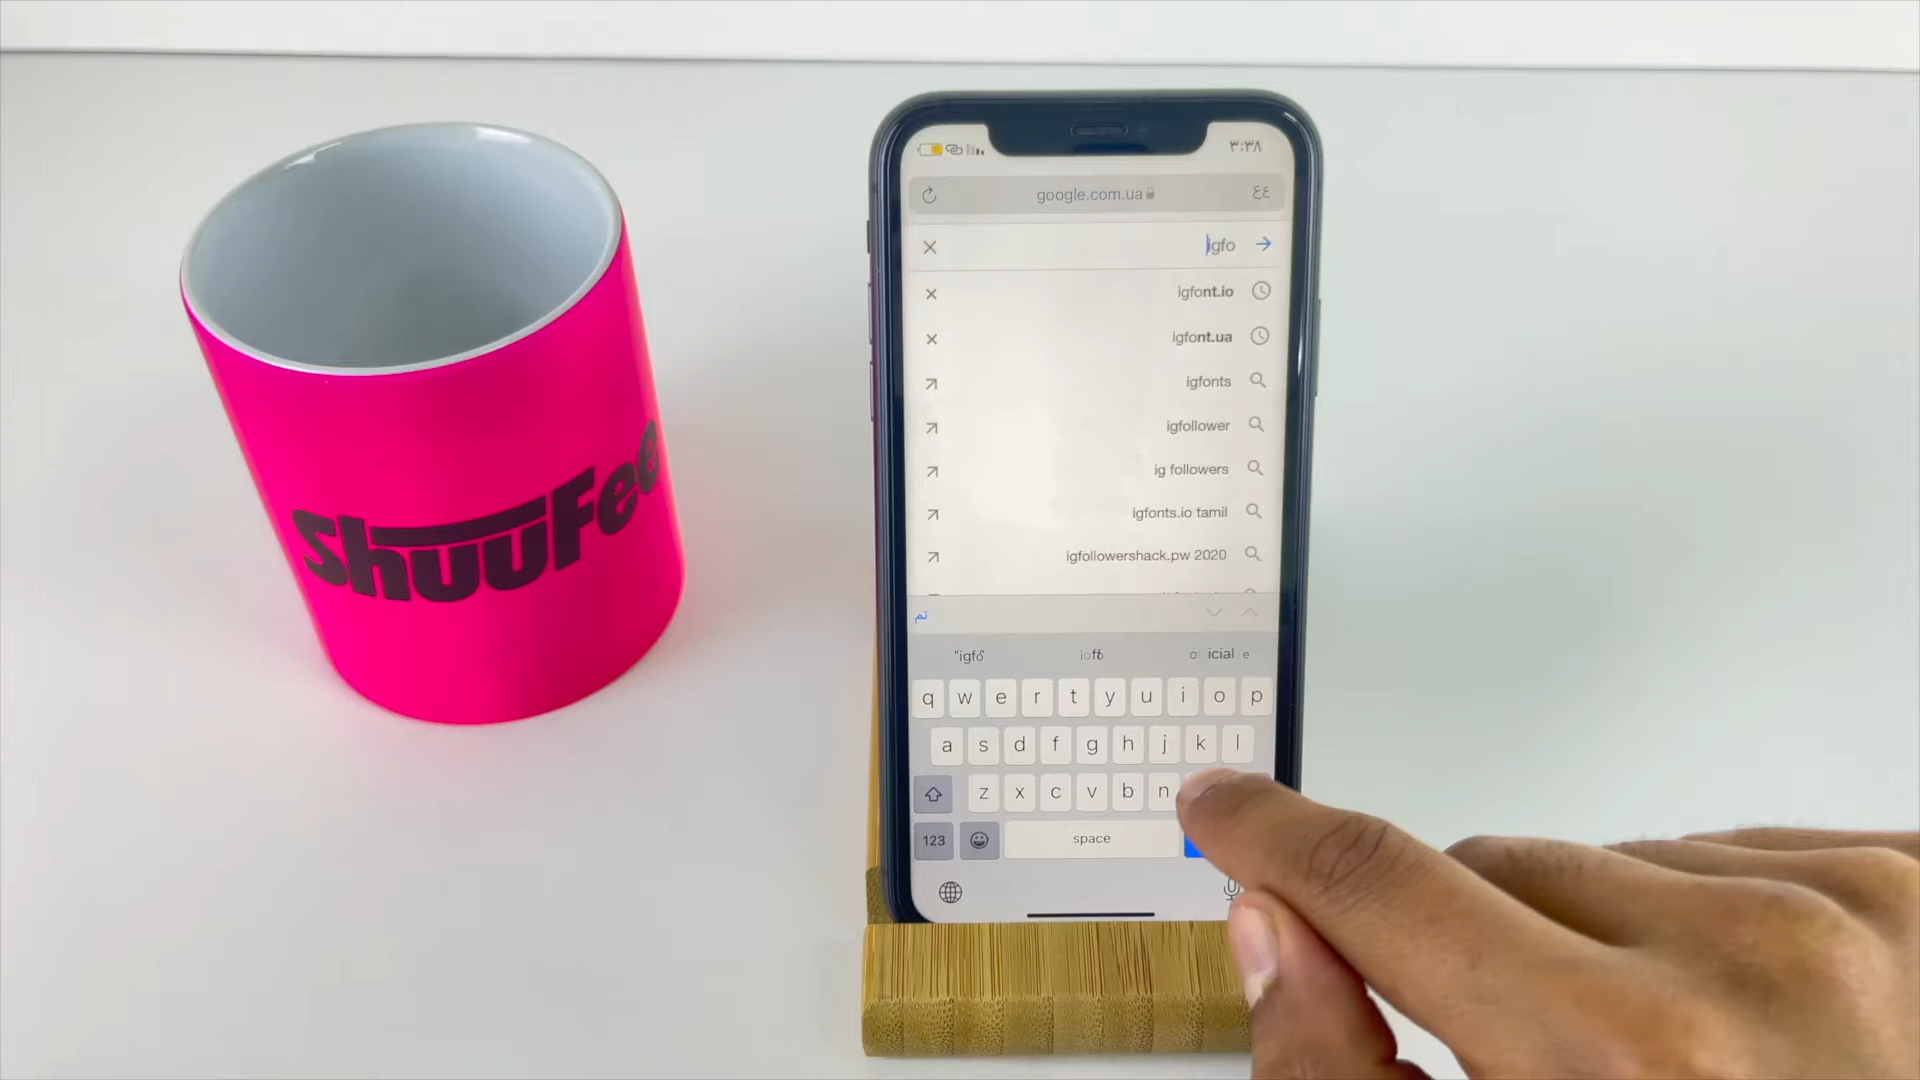 ShuuFee
٣:٣٨
google.com.ua
عع
igfo
igfont.io
igfont.ua
igfonts
igfollower
ig followers
igfonts.io tamil
igfollowershack.pw 2020
تم
"igfo"
q w e r t y u i o p
a s d f g h j k l
z x c v b n
123
space